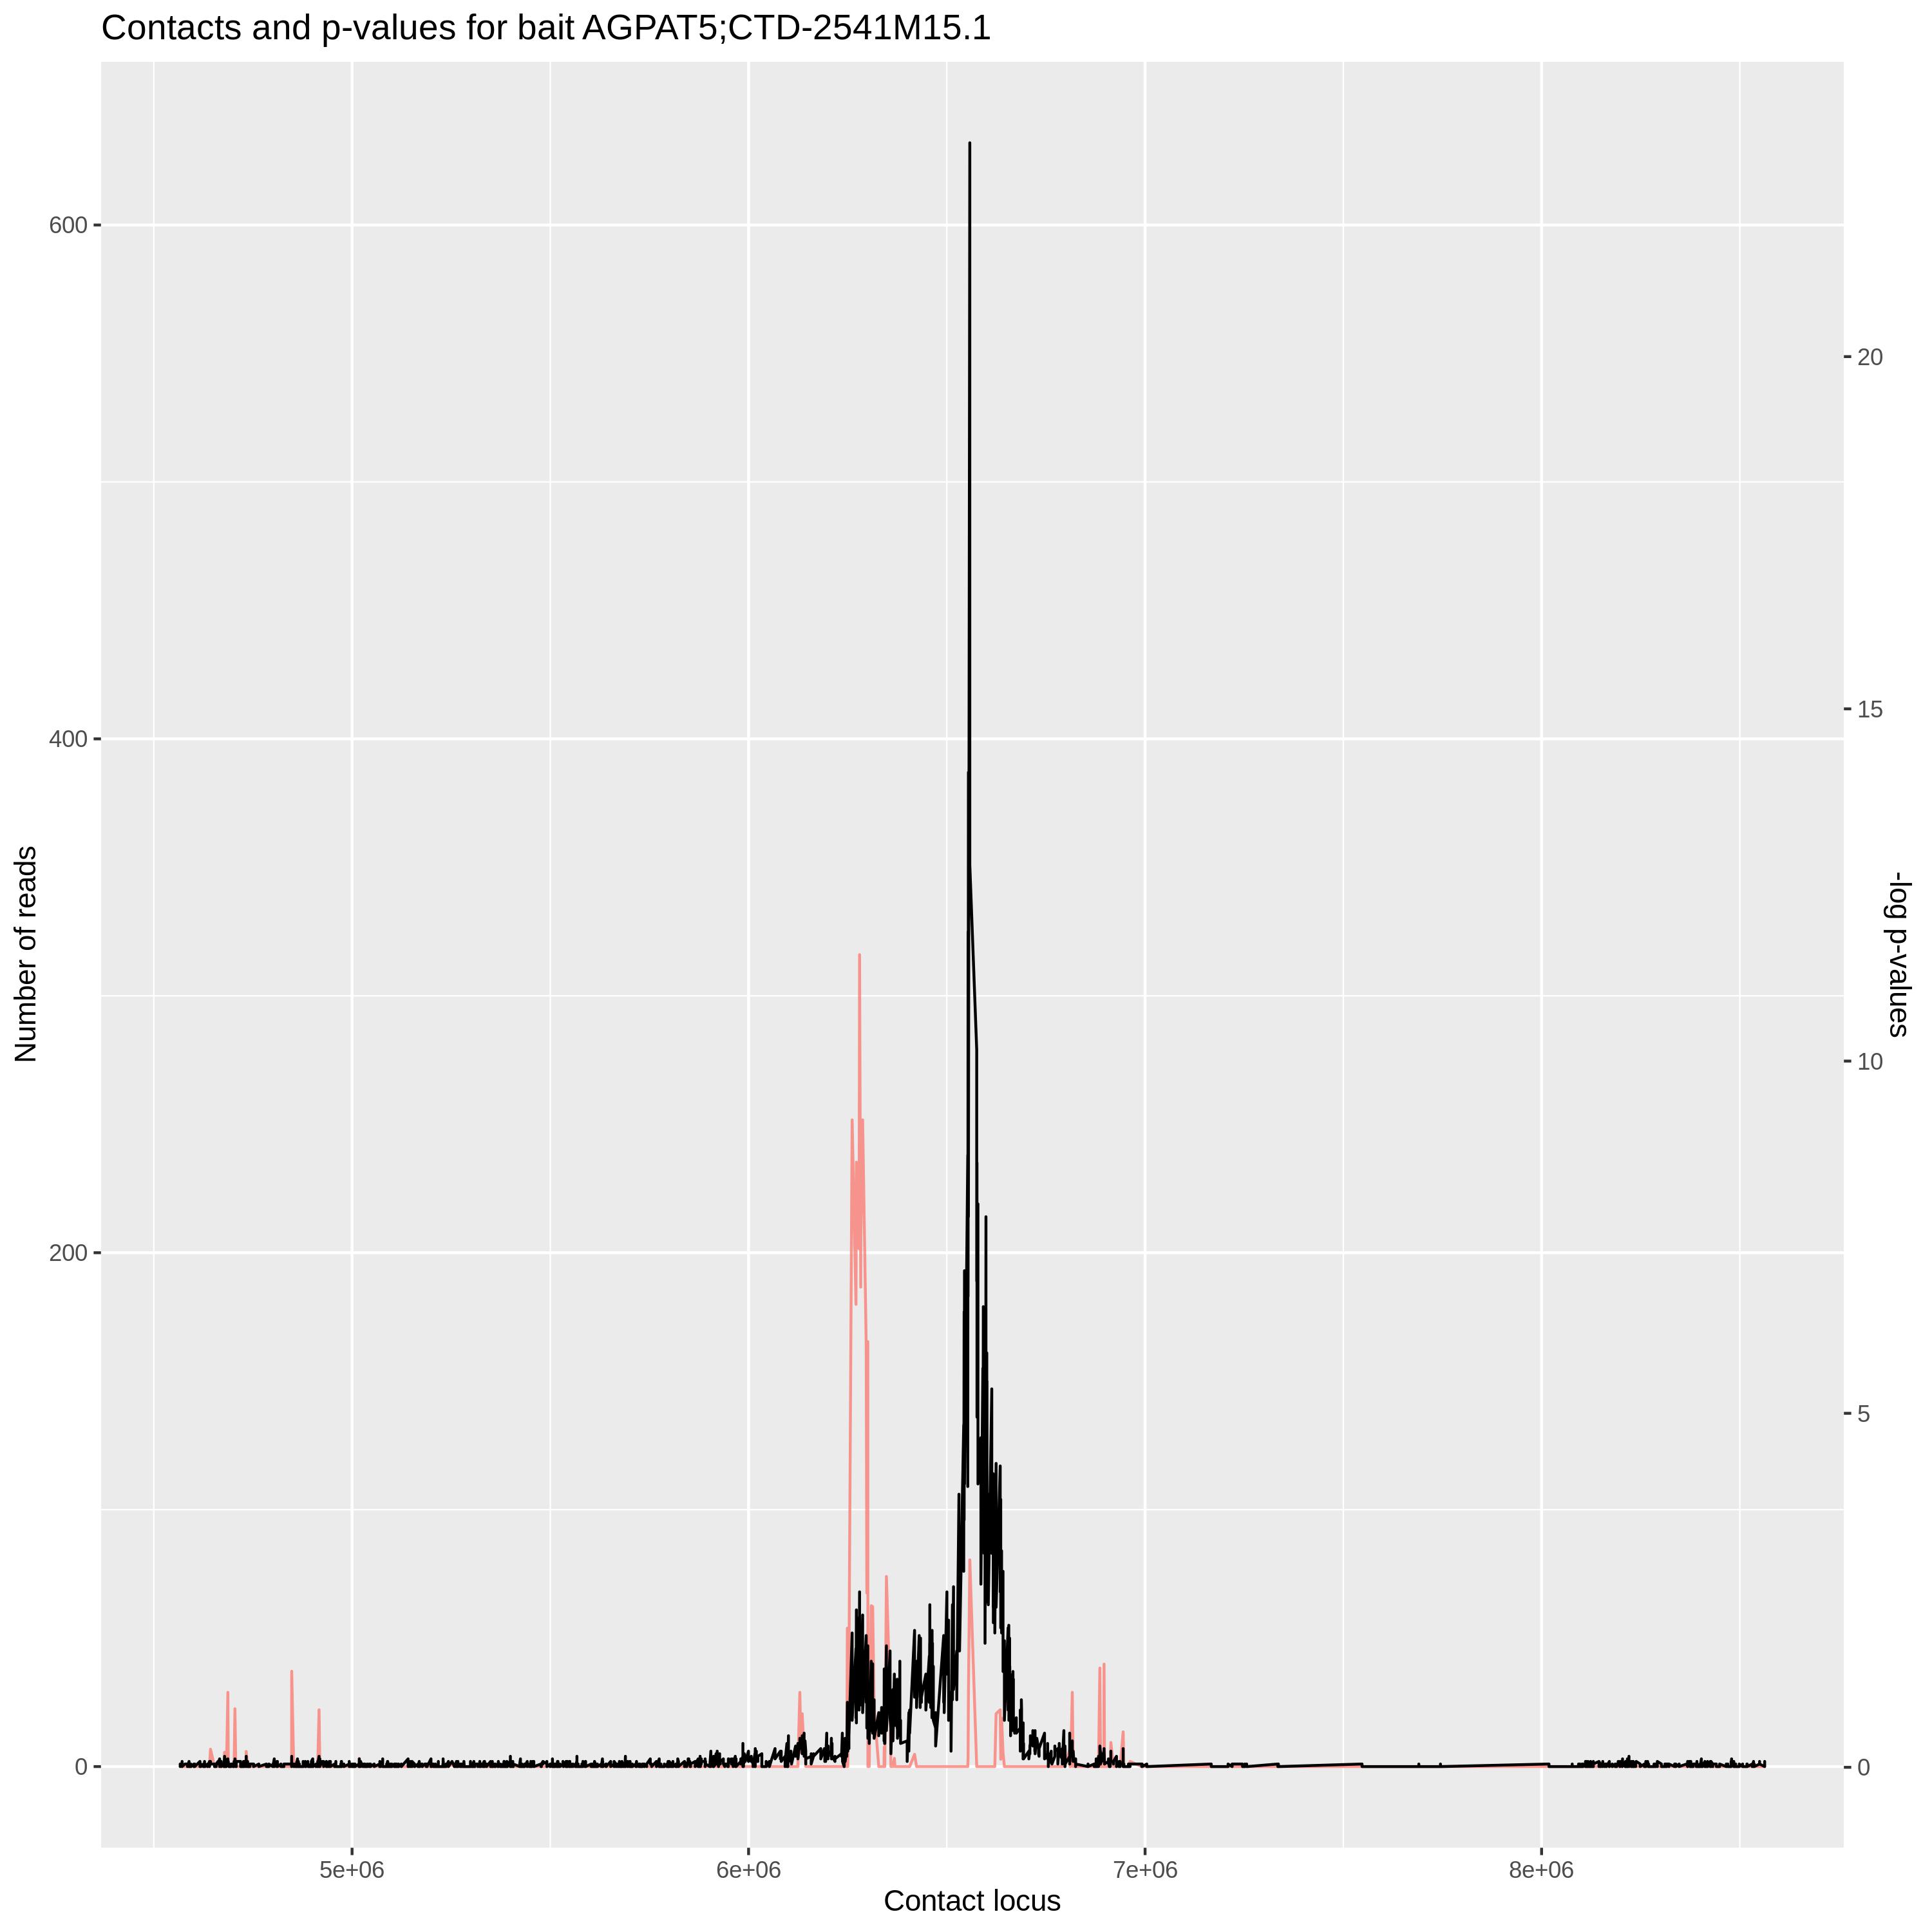 Contacts and p-values for bait AGPAT5;CTD-2541M15.1
600
400
200
0
Number of reads
20
15
10
5
0
-log p-values
5e+06
6e+06
7e+06
8e+06
Contact locus